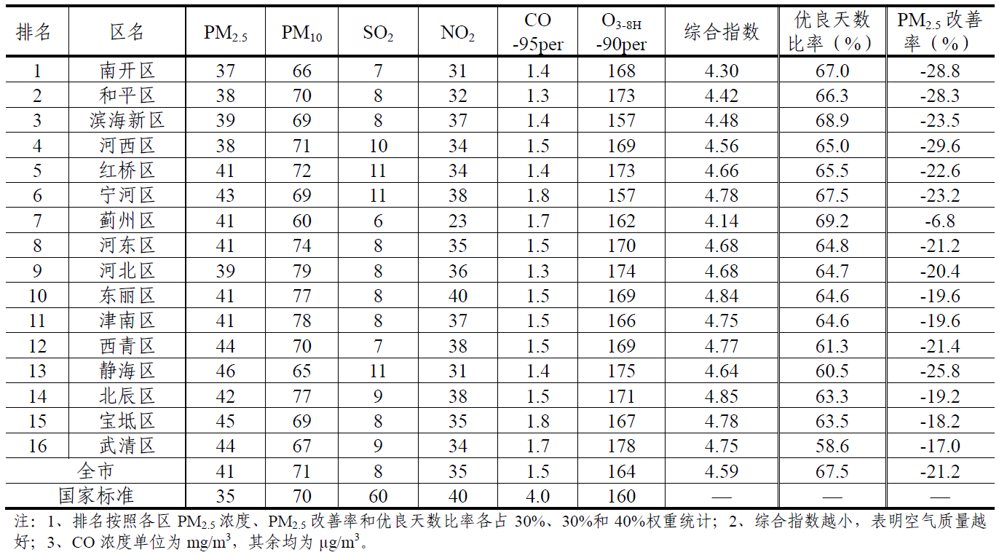 排名 区名 PM2.5 PM10 SO2 NO2 CO -95per O3-8H -90per 综合指数 优良天数比率（%） PM2.5改善率（%）
1 南开区 37 66 7 31 1.4 168 4.30 67.0 -28.8
2 和平区 38 70 8 32 1.3 173 4.42 66.3 -28.3
3 滨海新区 39 69 8 37 1.4 157 4.48 68.9 -23.5
4 河西区 38 71 10 34 1.5 169 4.56 65.0 -29.6
5 红桥区 41 72 11 34 1.4 173 4.66 65.5 -22.6
6 宁河区 43 69 11 38 1.8 157 4.78 67.5 -23.2
7 蓟州区 41 60 6 23 1.7 162 4.14 69.2 -6.8
8 河东区 41 74 8 35 1.5 170 4.68 64.8 -21.2
9 河北区 39 79 8 36 1.3 174 4.68 64.7 -20.4
10 东丽区 41 77 8 40 1.5 169 4.84 64.6 -19.6
11 津南区 41 78 8 37 1.5 166 4.75 64.6 -19.6
12 西青区 44 70 7 38 1.5 169 4.77 61.3 -21.4
13 静海区 46 65 11 31 1.4 175 4.64 60.5 -25.8
14 北辰区 42 77 9 38 1.5 171 4.85 63.3 -19.2
15 宝坻区 45 69 8 35 1.8 167 4.78 63.5 -18.2
16 武清区 44 67 9 34 1.7 178 4.75 58.6 -17.0
全市 41 71 8 35 1.5 164 4.59 67.5 -21.2
国家标准 35 70 60 40 4.0 160 — — —
注：1、排名按照各区 PM2.5 浓度、PM2.5 改善率和优良天数比率各占 30%、30%和 40%权重统计；2、综合指数越小，表明空气质量越
好；3、CO 浓度单位为 mg/m3，其余均为 μg/m3。